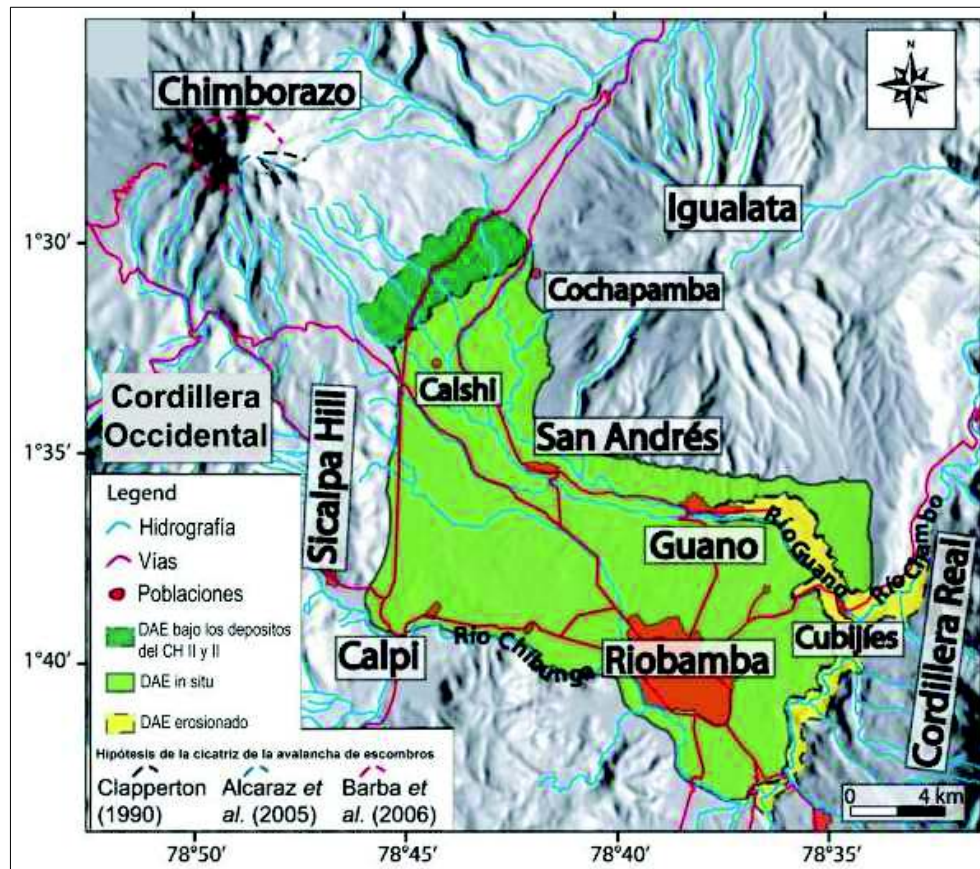 N
Chimborazo
Igualata
1°30'
Cochapamba
Calshi
Cordillera
Occidental
San Andrés
1°35'
Sicalpa Hill
Guano
Río Guano
Río Chambo
Cordillera Real
Cubijíes
1°40'
Calpi
Río Chibunga
Riobamba
Legend
Hidrografía
Vías
Poblaciones
DAE bajo los depositos
del CH II y II
DAE in situ
DAE erosionado
Hipótesis de la cicatriz de la avalancha de escombros
Clapperton
(1990)
Alcaraz et
al. (2005)
Barba et
al. (2006)
0 4 km
78°50' 78°45' 78°40' 78°35'